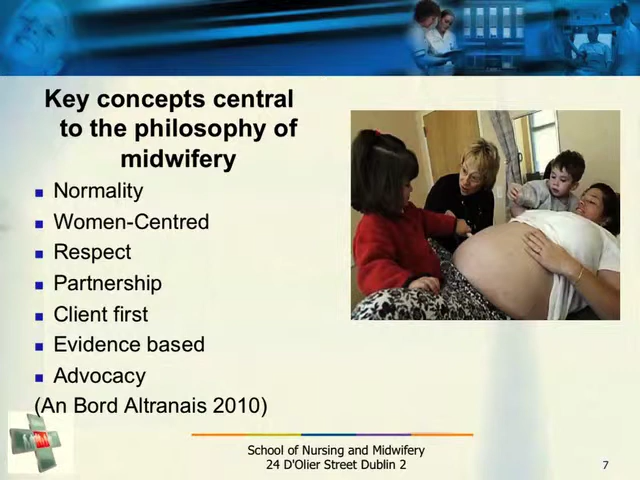 Key concepts central
to the philosophy of
midwifery
Normality
Women-Centred
Respect
Partnership
Client first
Evidence based
Advocacy
(An Bord Altranais 2010)
School of Nursing and Midwifery
24 D'Olier Street Dublin 2
7